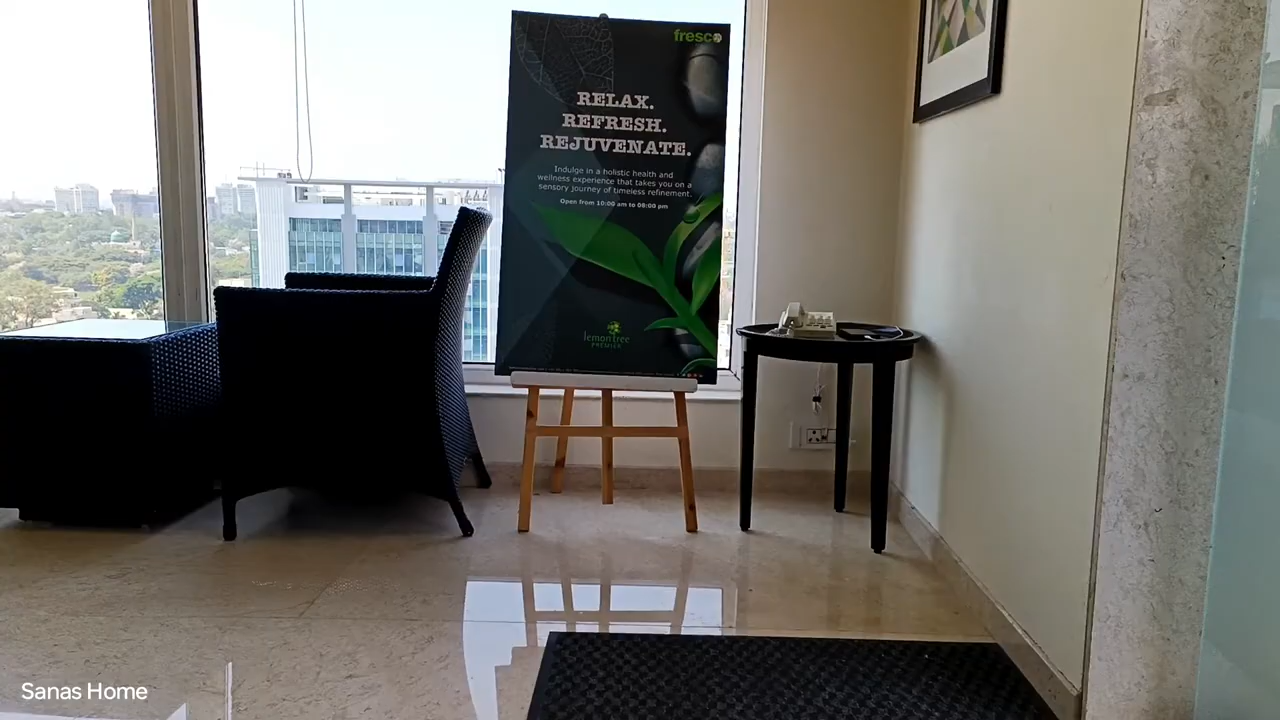 fresco
RELAX.
REFRESH.
REJUVENATE.
Indulge in a holistic health and
wellness experience that takes you on a
sensory journey of timeless refinement.
Open from 10:00 am to 08:00 pm
lemon tree
PREMIER
Sanas Home